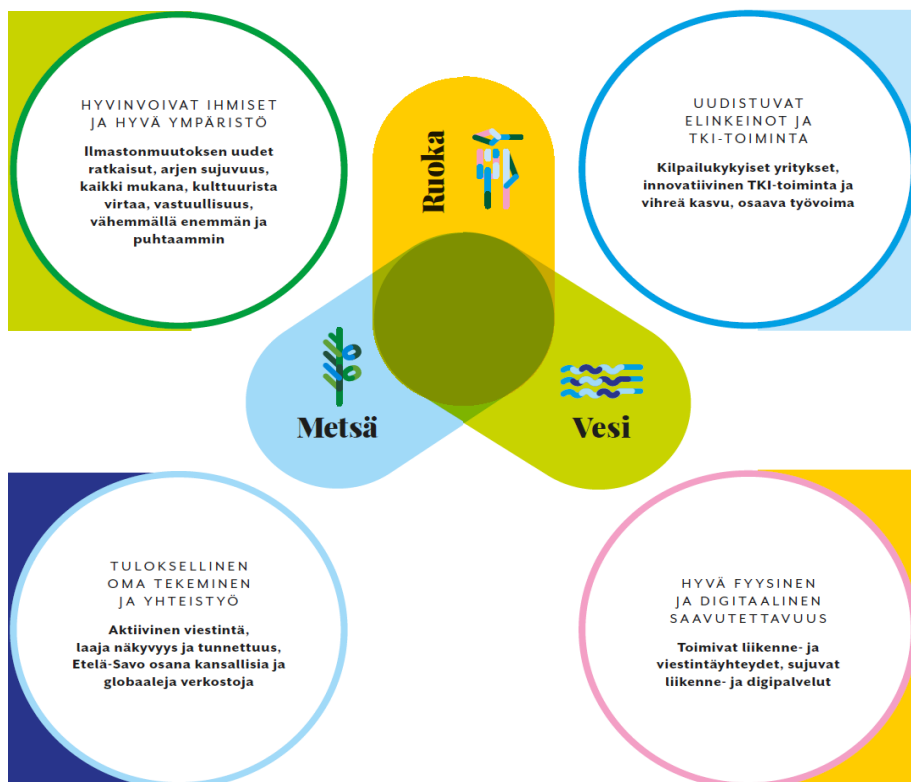 HYVINVOIVAT IHMISET
JA HYVÄ YMPÄRISTÖ
Ilmastonmuutoksen uudet
ratkaisut, arjen sujuvuus,
kaikki mukana, kulttuurista
virtaa, vastuullisuus,
vähemmällä enemmän ja
puhtaammin
Ruoka
UUDISTUVAT
ELINKEINOT JA
TKI-TOIMINTA
Kilpailukykyiset yritykset,
innovatiivinen TKI-toiminta ja
vihreä kasvu, osaava työvoima
Metsä
Vesi
TULOKSELLINEN
OMA TEKEMINEN
JA YHTEISTYÖ
Aktiivinen viestintä,
laaja näkyvyys ja tunnettuus,
Etelä-Savo osana kansallisia ja
globaaleja verkostoja
HYVÄ FYYSINEN
JA DIGITAALINEN
SAAVUTETTAVUUS
Toimivat liikenne- ja
viestintäyhteydet, sujuvat
liikenne- ja digipalvelut